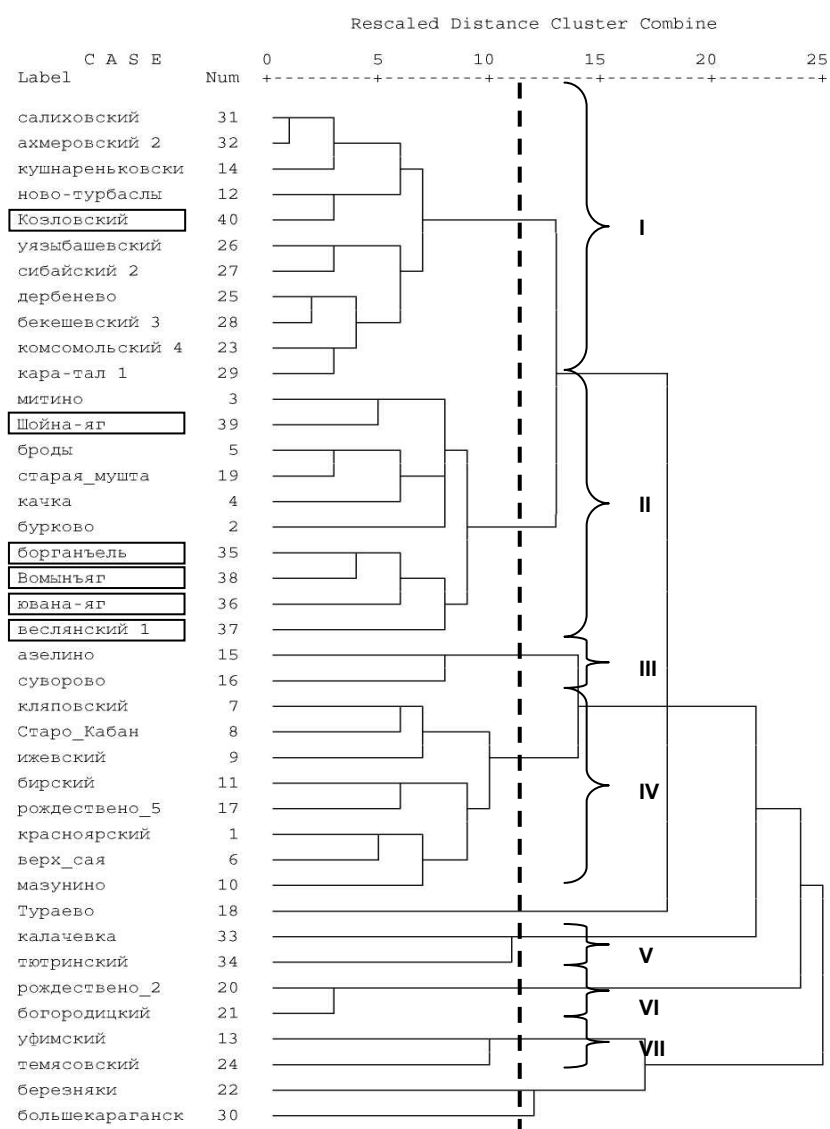 Rescaled Distance Cluster Combine
C A S E 0 5 10 15 20 25
Label Num +---------+---------+---------+---------+---------+
салиховский 31
ахмеровский 2 32
кушнареньковски 14
ново-турбаслы 12
Козловский 40
уязыбашевский 26
сибайский 2 27
I
дербенево 25
бекешевский 3 28
комсомольский 4 23
кара-тал 1 29
митино 3
Шойна-яг 39
броды 5
старая_мушта 19
качка 4
II
бурково 2
борганъель 35
Вомынъяг 38
ювана-яг 36
веслянский 1 37
азелино 15
III
суворово 16
кляповский 7
Старо_Кабан 8
ижевский 9
бирский 11
IV
рождествено_5 17
красноярский 1
верх_сая 6
мазунино 10
Тураево 18
калачевка 33
V
тютринский 34
рождествено_2 20
VI
богородицкий 21
уфимский 13
VII
темясовский 24
березняки 22
большекараганск 30